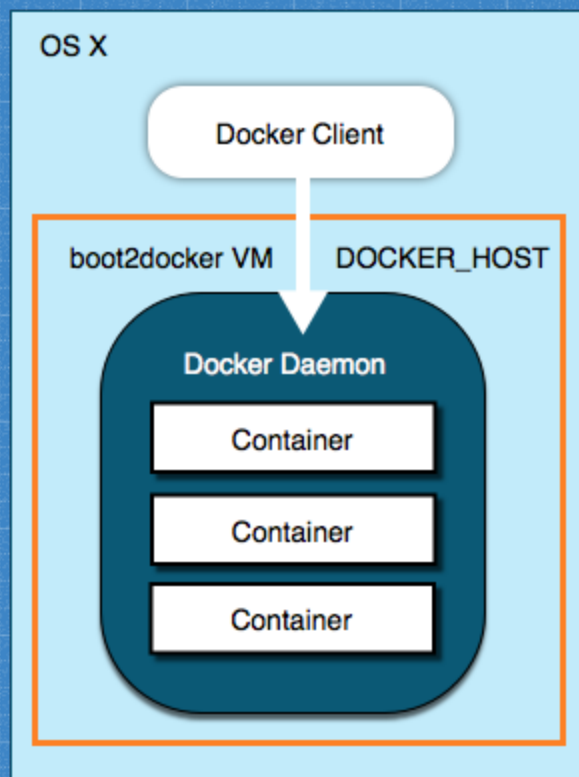 OS X
Docker Client
boot2docker VM DOCKER_HOST
Docker Daemon
Container
Container
Container